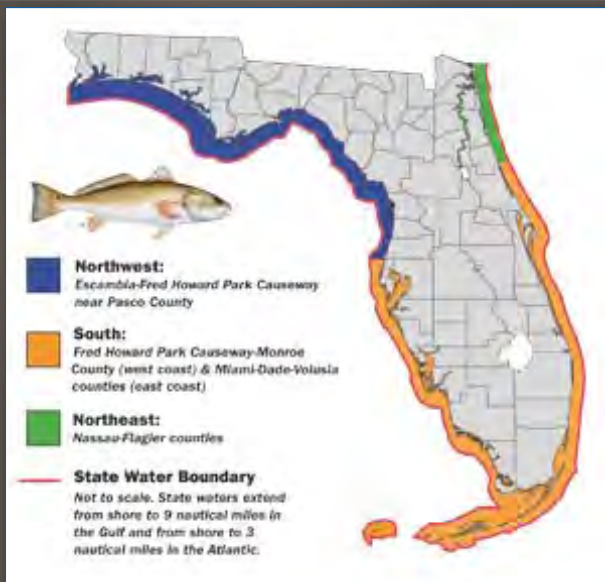 Northwest:
Escambia-Fred Howard Park Causeway
near Pasco County
South:
Fred Howard Park Causeway-Monroe
County (west coast) & Miami-Dade-Volusia
counties (east coast)
Northeast:
Nassau-Flagler counties
State Water Boundary
Not to scale. State waters extend
from shore to 9 nautical miles in
the Gulf and from shore to 3
nautical miles in the Atlantic.